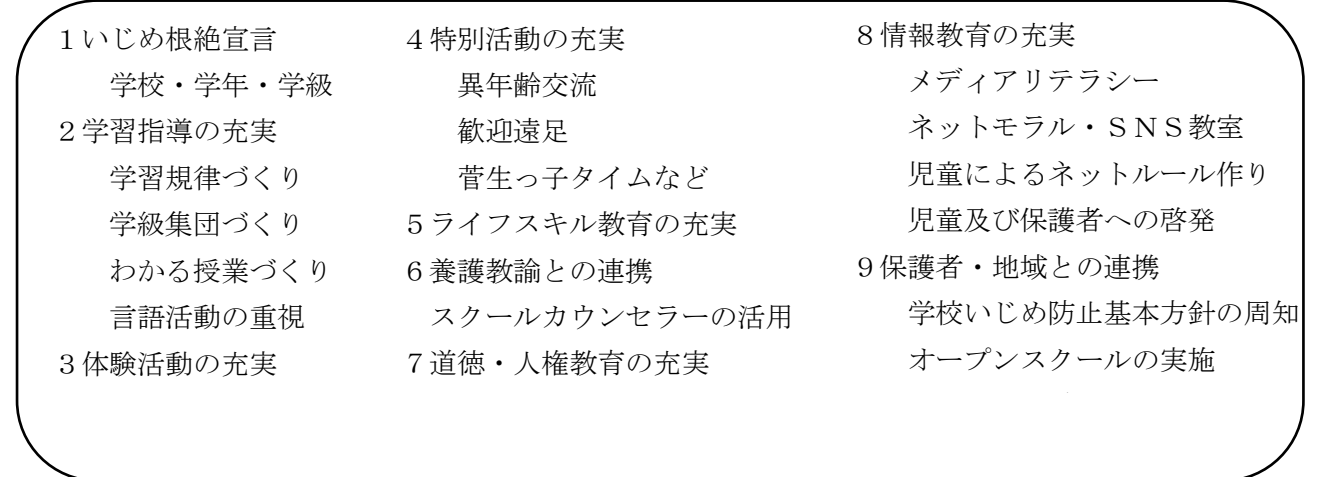 １いじめ根絶宣言
学校・学年・学級
２学習指導の充実
学習規律づくり
学級集団づくり
わかる授業づくり
言語活動の重視
３体験活動の充実
４特別活動の充実
異年齢交流
歓迎遠足
菅生っ子タイムなど
５ライフスキル教育の充実
６養護教諭との連携
スクールカウンセラーの活用
７道徳・人権教育の充実
８情報教育の充実
メディアリテラシー
ネットモラル・ＳＮＳ教室
児童によるネットルール作り
児童及び保護者への啓発
９保護者・地域との連携
学校いじめ防止基本方針の周知
オープンスクールの実施